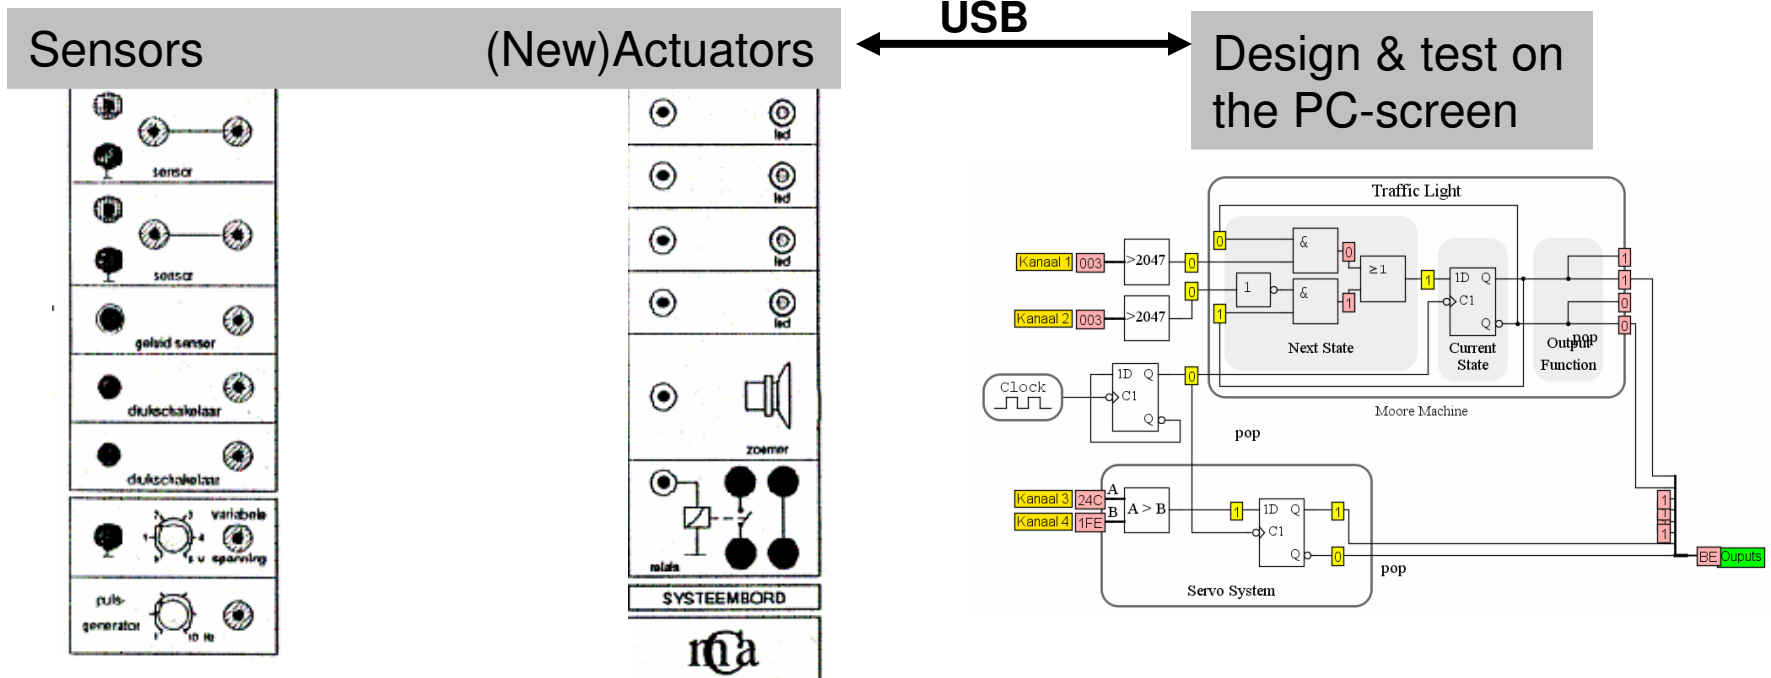 Sensors (New)Actuators
USB
Design & test on
the PC-screen
sensor
sensor
geluid sensor
drukschakelaar
drukschakelaar
variabele
spanning
puls-
generator
10 Hz
led
led
led
led
zoemer
relais
SYSTEEMBORD
mCa
Traffic Light
Kanaal 1 003 >2047 0
Kanaal 2 003 >2047 0
0
1
1
&
&
0
1
≥1
1
1D Q
C1
Q
Next State
Current
State
Output
Function
pop
1
1
0
0
Moore Machine
Clock
1D Q
C1
Q
0
pop
Kanaal 3 24C A
Kanaal 4 1FE B
A > B
1
1D Q
C1
Q
1
0
Servo System
pop
1
1
1
BE Ouputs